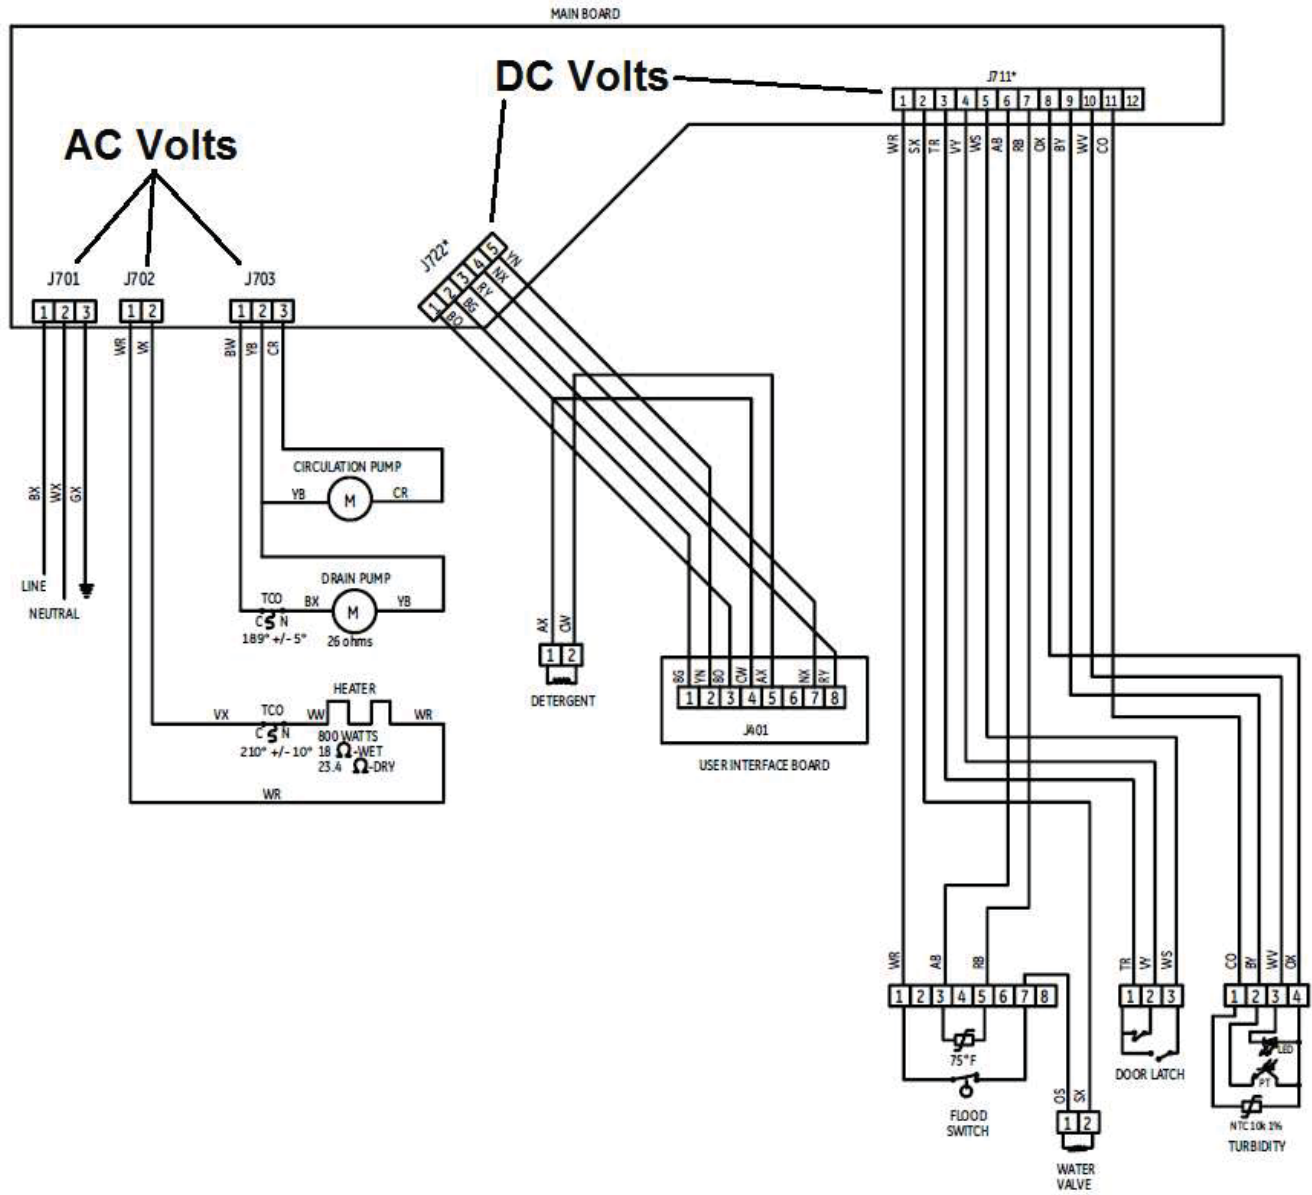 MAIN BOARD
DC Volts
J711*
1 2 3 4 5 6 7 8 9 10 11 12
WR SX TR VY WS AB RB OX BY WV CO
AC Volts
J722*
1 2 3 4 5
BO BG RY NX YN
J701 J702 J703
1 2 3 1 2 1 2 3
WR VX BW YB CR
CIRCULATION PUMP
YB M CR
BX WX GX
LINE
NEUTRAL
DRAIN PUMP
TCO BX M YB
C N
189° +/- 5° 26 ohms
AX CW
1 2
DETERGENT
BG YN BO CW AX NX RY
1 2 3 4 5 6 7 8
J401
USER INTERFACE BOARD
HEATER
VX TCO VW WR
C N
210° +/- 10°
800 WATTS
18 Ω-WET
23.4 Ω-DRY
WR
WR AB RB
1 2 3 4 5 6 7 8
75°F
FLOOD
SWITCH
OS SX
1 2
WATER
VALVE
TR VY WS
1 2 3
DOOR LATCH
CO BY WV OX
1 2 3 4
LED
PT
NTC 10k 1%
TURBIDITY